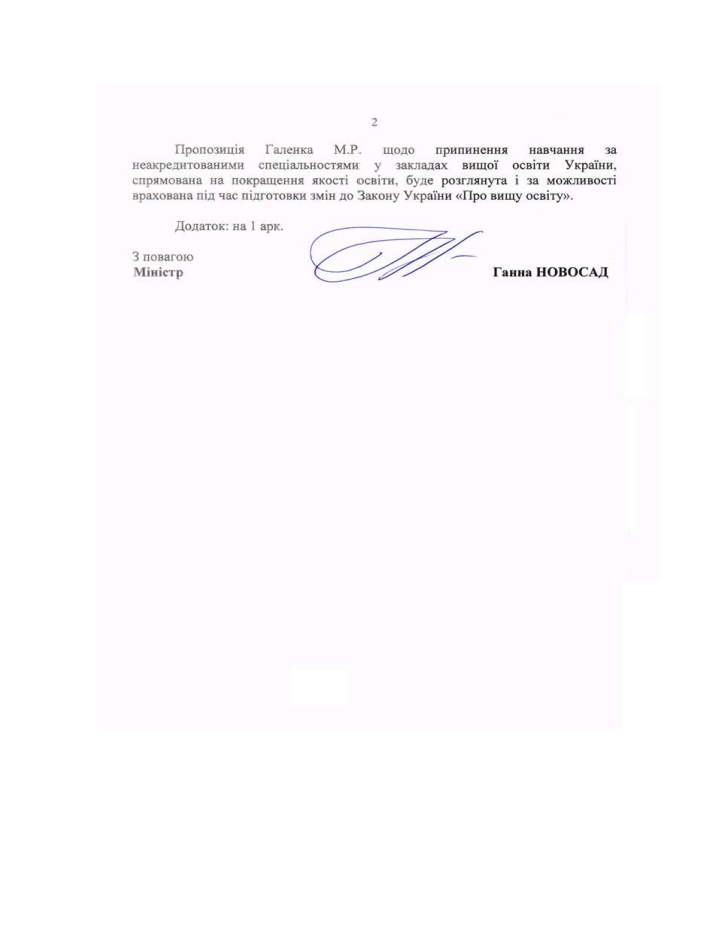 2
Пропозиція Галенка М.Р. щодо припинення навчання за
неакредитованими спеціальностями у закладах вищої освіти України,
спрямована на покращення якості освіти, буде розглянута і за можливості
врахована під час підготовки змін до Закону України «Про вищу освіту».
Додаток: на 1 арк.
З повагою
Міністр Ганна НОВОСАД